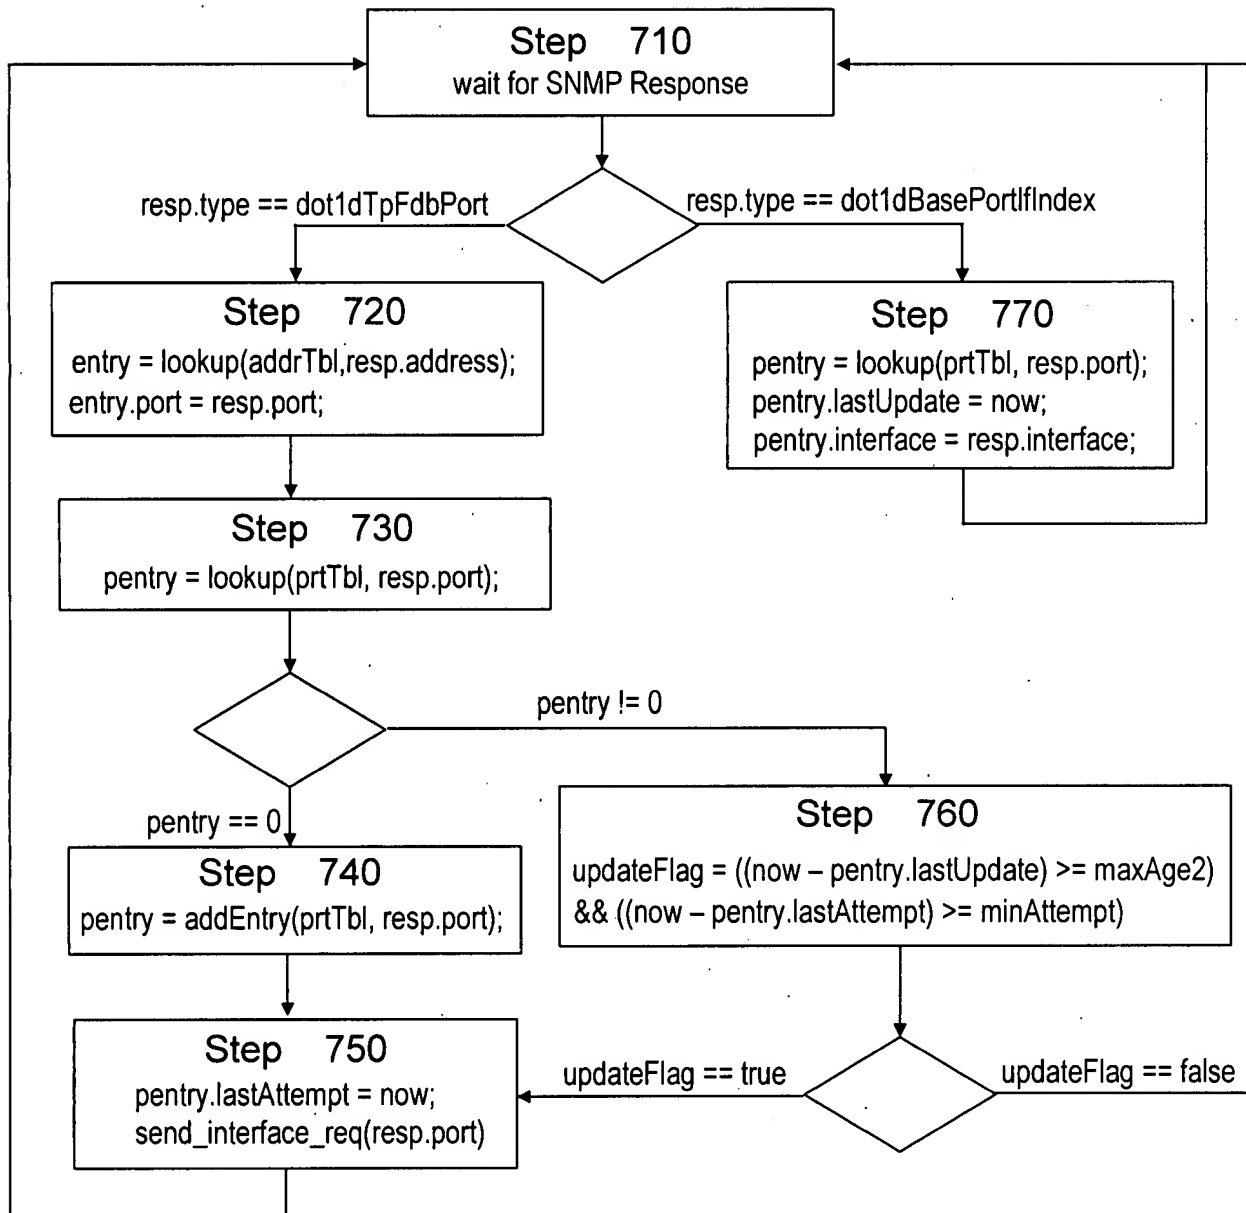 Step 710
wait for SNMP Response
resp.type == dot1dTpFdbPort
resp.type == dot1dBasePortIfIndex
Step 720
entry = lookup(addrTbl,resp.address);
entry.port = resp.port;
Step 770
pentry = lookup(prtTbl, resp.port);
pentry.lastUpdate = now;
pentry.interface = resp.interface;
Step 730
pentry = lookup(prtTbl, resp.port);
pentry != 0
pentry == 0
Step 760
updateFlag = ((now – pentry.lastUpdate) >= maxAge2)
&& ((now – pentry.lastAttempt) >= minAttempt)
Step 740
pentry = addEntry(prtTbl, resp.port);
Step 750
pentry.lastAttempt = now;
send_interface_req(resp.port)
updateFlag == true
updateFlag == false